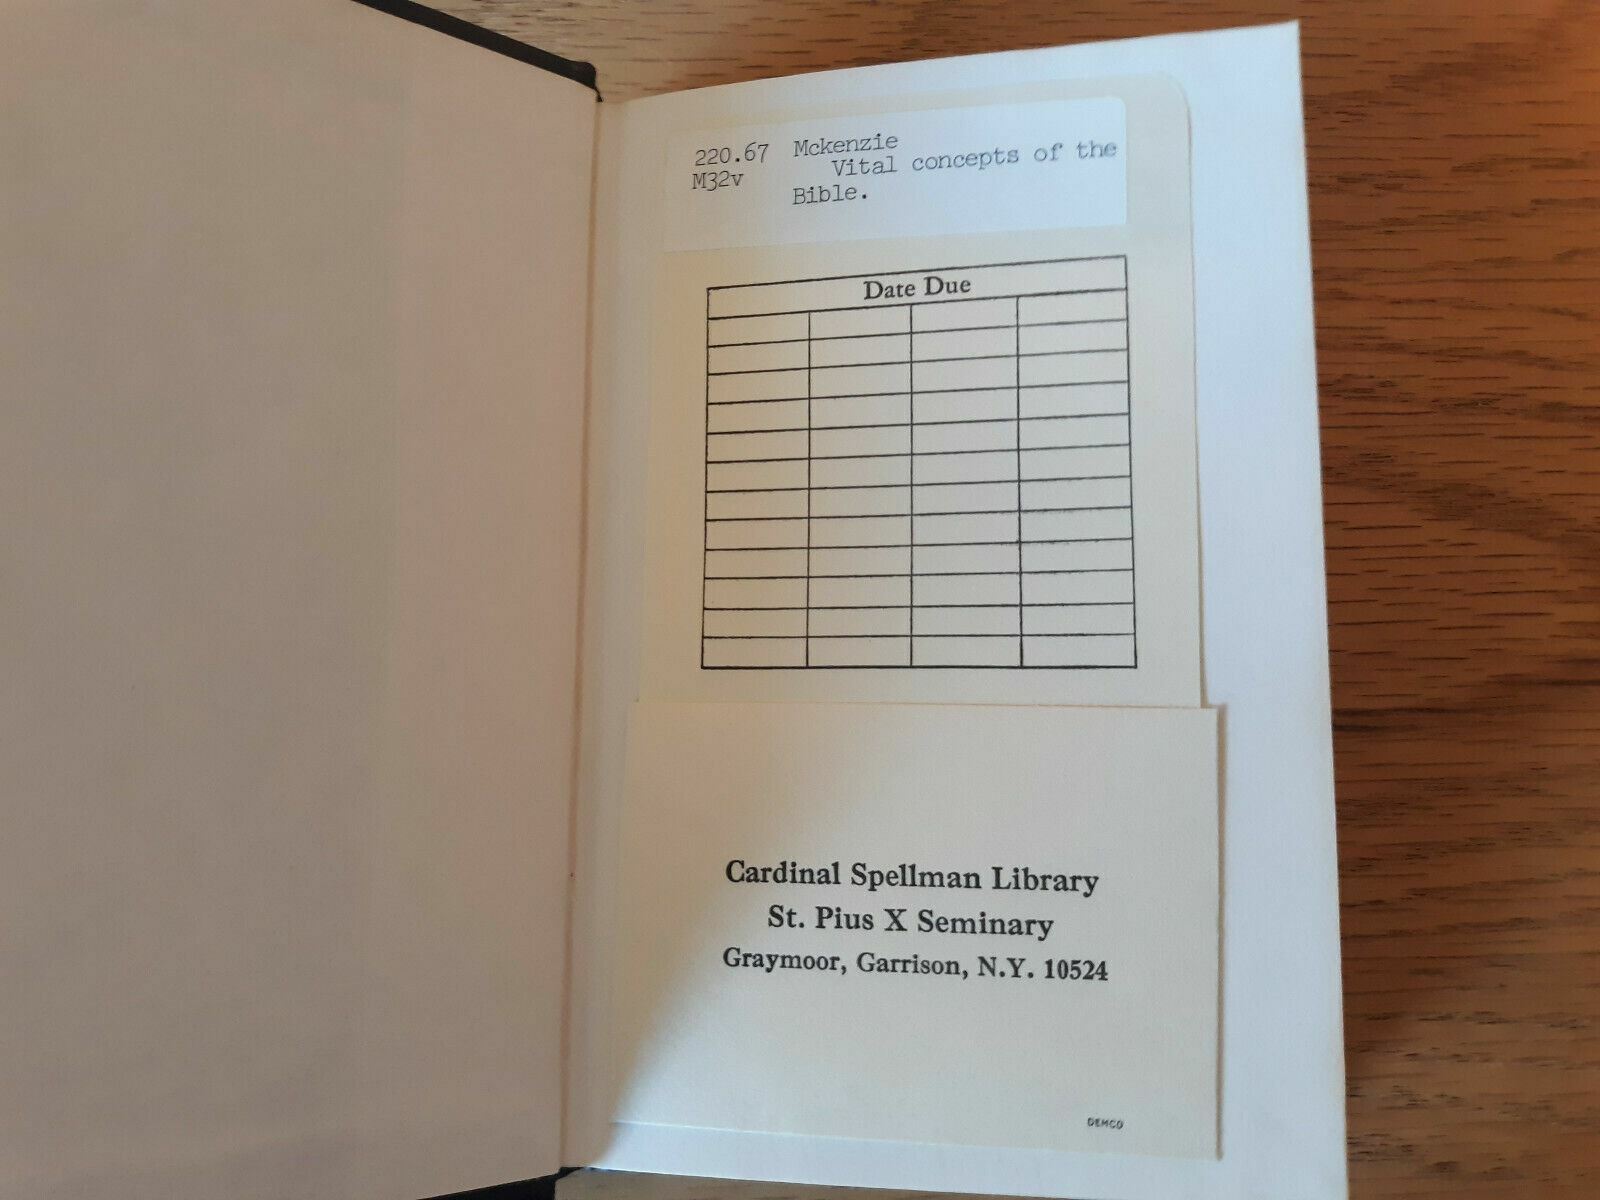 220.67 Mckenzie
M32v Vital concepts of the
Bible.
Date Due
Cardinal Spellman Library
St. Pius X Seminary
Graymoor, Garrison, N.Y. 10524
DEMCO